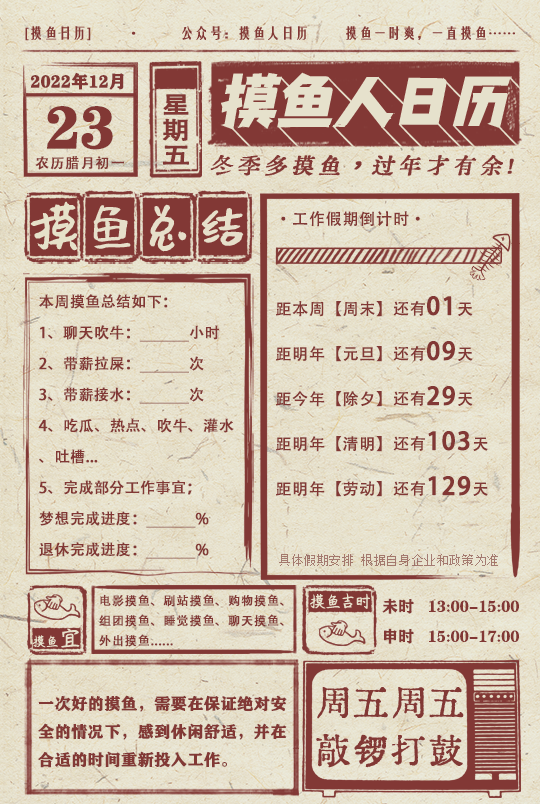 [摸鱼日历] · 公众号：摸鱼人日历 摸鱼一时爽，一直摸鱼……
2022年12月
23
农历腊月初一
星期五
摸鱼人日历
冬季多摸鱼，过年才有余！
摸鱼总结
本周摸鱼总结如下：
1、聊天吹牛：_____小时
2、带薪拉屎：_____次
3、带薪接水：_____次
4、吃瓜、热点、吹牛、灌水
、吐槽...
5、完成部分工作事宜；
梦想完成进度：_____%
退休完成进度：_____%
·工作假期倒计时·
距本周【周末】还有01天
距明年【元旦】还有09天
距今年【除夕】还有29天
距明年【清明】还有103天
距明年【劳动】还有129天
具体假期安排 根据自身企业和政策为准
摸鱼宜
电影摸鱼、刷站摸鱼、购物摸鱼、
组团摸鱼、睡觉摸鱼、聊天摸鱼、
外出摸鱼……
摸鱼吉时
未时 13:00-15:00
申时 15:00-17:00
一次好的摸鱼，需要在保证绝对安
全的情况下，感到休闲舒适，并在
合适的时间重新投入工作。
周五周五
敲锣打鼓